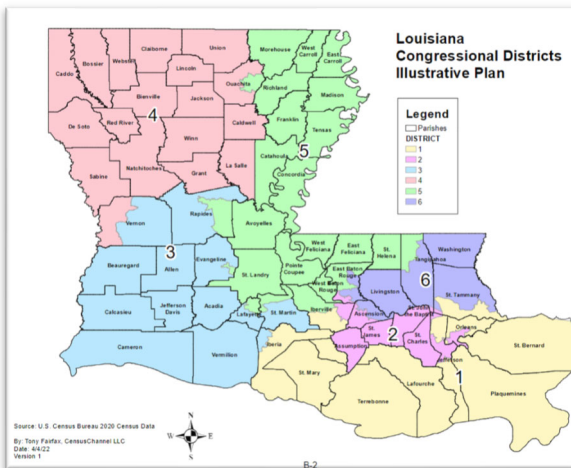 Louisiana
Congressional Districts
Illustrative Plan
Legend
Parishes
DISTRICT
1
2
3
4
5
6
Caddo
Bossier
Webster
Claiborne
Union
Lincoln
Morehouse
West
Carroll
East
Carroll
Ouachita
Richland
Madison
Bienville
Jackson
4
De Soto
Red River
Winn
Caldwell
Franklin
Tensas
5
Catahoula
Concordia
Sabine
Natchitoches
Grant
La Salle
Vernon
Rapides
Avoyelles
3
Beauregard
Allen
Evangeline
St. Landry
Pointe
Coupee
West
Feliciana
East
Feliciana
St.
Helena
Washington
Tangipahoa
East Baton
Rouge
West Baton
Rouge
Livingston
6
St. Tammany
Calcasieu
Jefferson
Davis
Acadia
Lafayette
St. Martin
Iberville
Ascension
St. John
the Baptist
Orleans
St.
James
2
St.
Charles
Assumption
Jefferson
St. Bernard
Cameron
Vermilion
Iberia
St. Mary
Lafourche
1
Terrebonne
Plaquemines
Source: U.S. Census Bureau 2020 Census Data
By: Tony Fairfax, CensusChannel LLC
Date: 4/4/22
Version 1
N
W
E
S
B-2